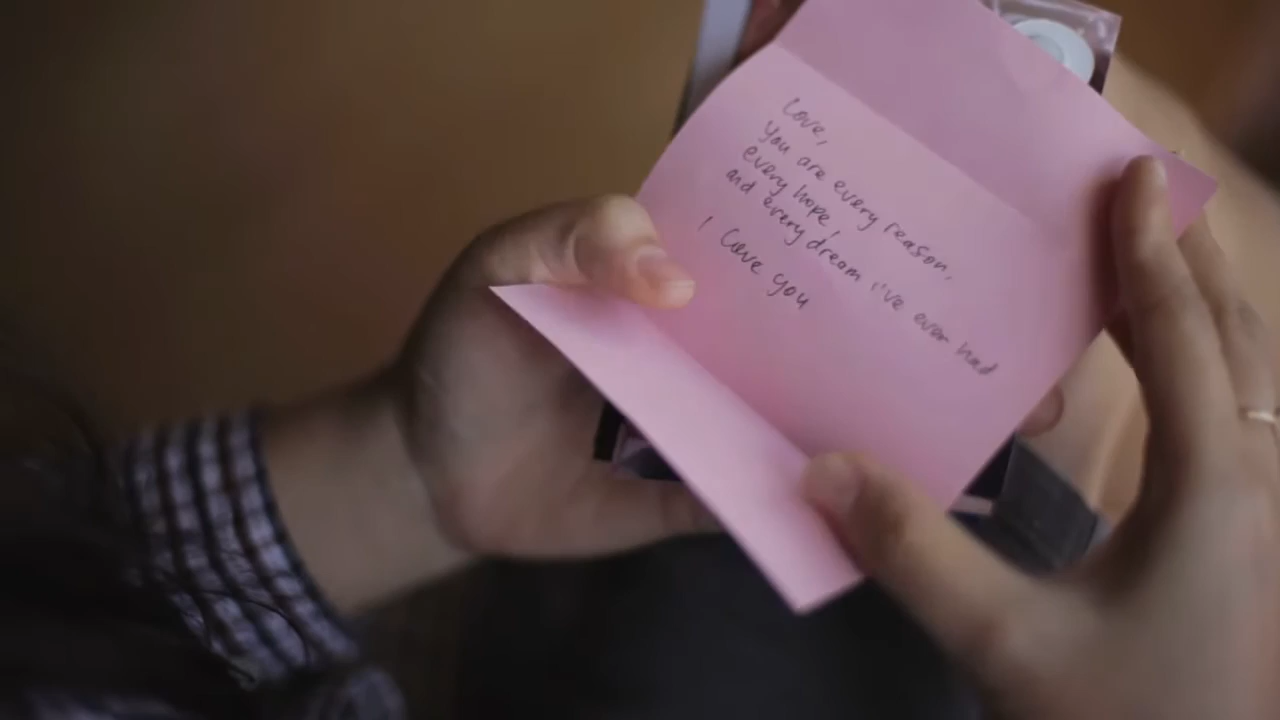 Love,
You are every reason,
every hope,
and every dream i've ever had
I Love you